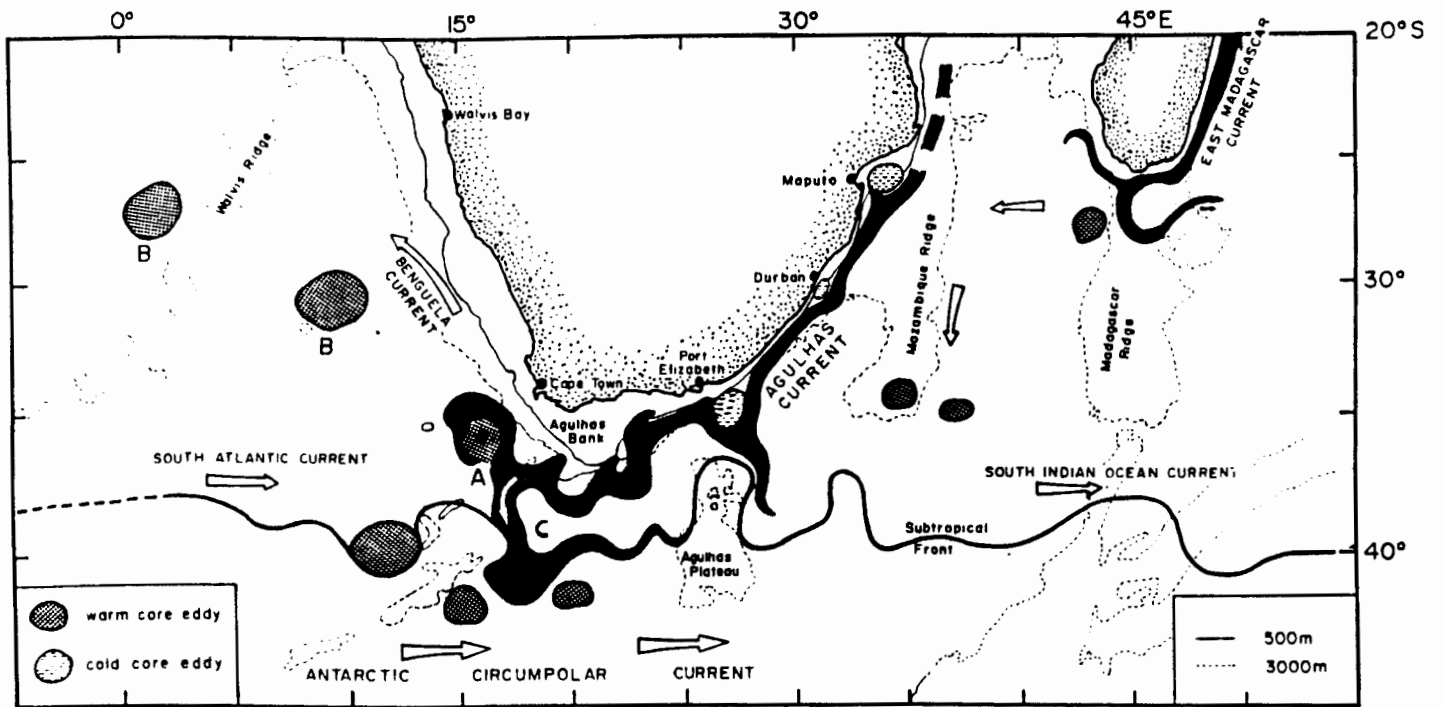 0°
15°
30°
45°E
20°S
Walvis Bay
Walvis Ridge
EAST MADAGASCAR
CURRENT
Maputo
B
Mozambique Ridge
BENGUELA
CURRENT
Durban
30°
B
AGULHAS
CURRENT
Madagascar
Ridge
Port
Elizabeth
Cape Town
Agulhas
Bank
SOUTH ATLANTIC CURRENT
A
SOUTH INDIAN OCEAN CURRENT
C
Subtropical
Front
40°
Agulhas
Plateau
warm core eddy
cold core eddy
ANTARCTIC CIRCUMPOLAR CURRENT
500m
3000m